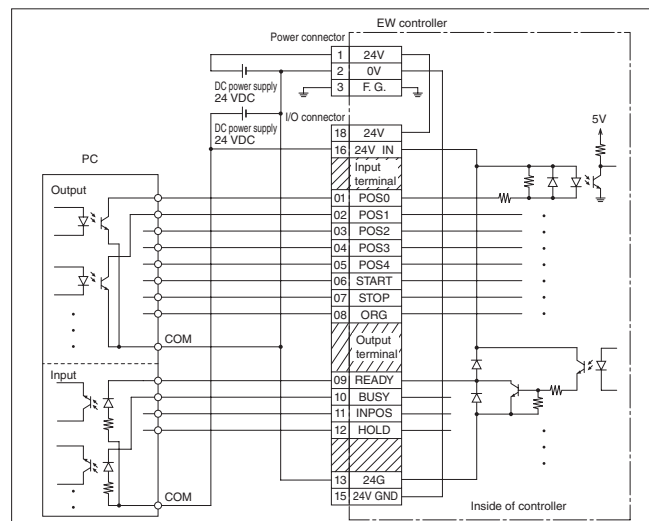 EW controller
Power connector
1 24V
2 0V
3 F. G.
DC power supply
24 VDC
DC power supply
24 VDC
I/O connector
18 24V
16 24V IN
Input
terminal
5V
PC
Output
01 POS0
02 POS1
03 POS2
04 POS3
05 POS4
06 START
07 STOP
08 ORG
COM
Output
terminal
Input
09 READY
10 BUSY
11 INPOS
12 HOLD
13 24G
15 24V GND
COM
Inside of controller